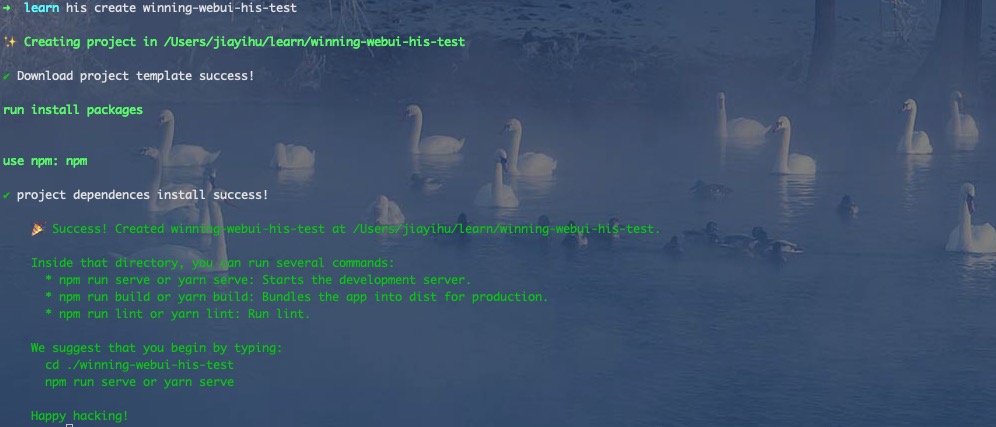 ➜ learn his create winning-webui-his-test
✨ Creating project in /Users/jiayihu/learn/winning-webui-his-test
✔ Download project template success!
run install packages
use npm: npm
✔ project dependences install success!
🎉 Success! Created winning-webui-his-test at /Users/jiayihu/learn/winning-webui-his-test.
Inside that directory, you can run several commands:
* npm run serve or yarn serve: Starts the development server.
* npm run build or yarn build: Bundles the app into dist for production.
* npm run lint or yarn lint: Run lint.
We suggest that you begin by typing:
cd ./winning-webui-his-test
npm run serve or yarn serve
Happy hacking!